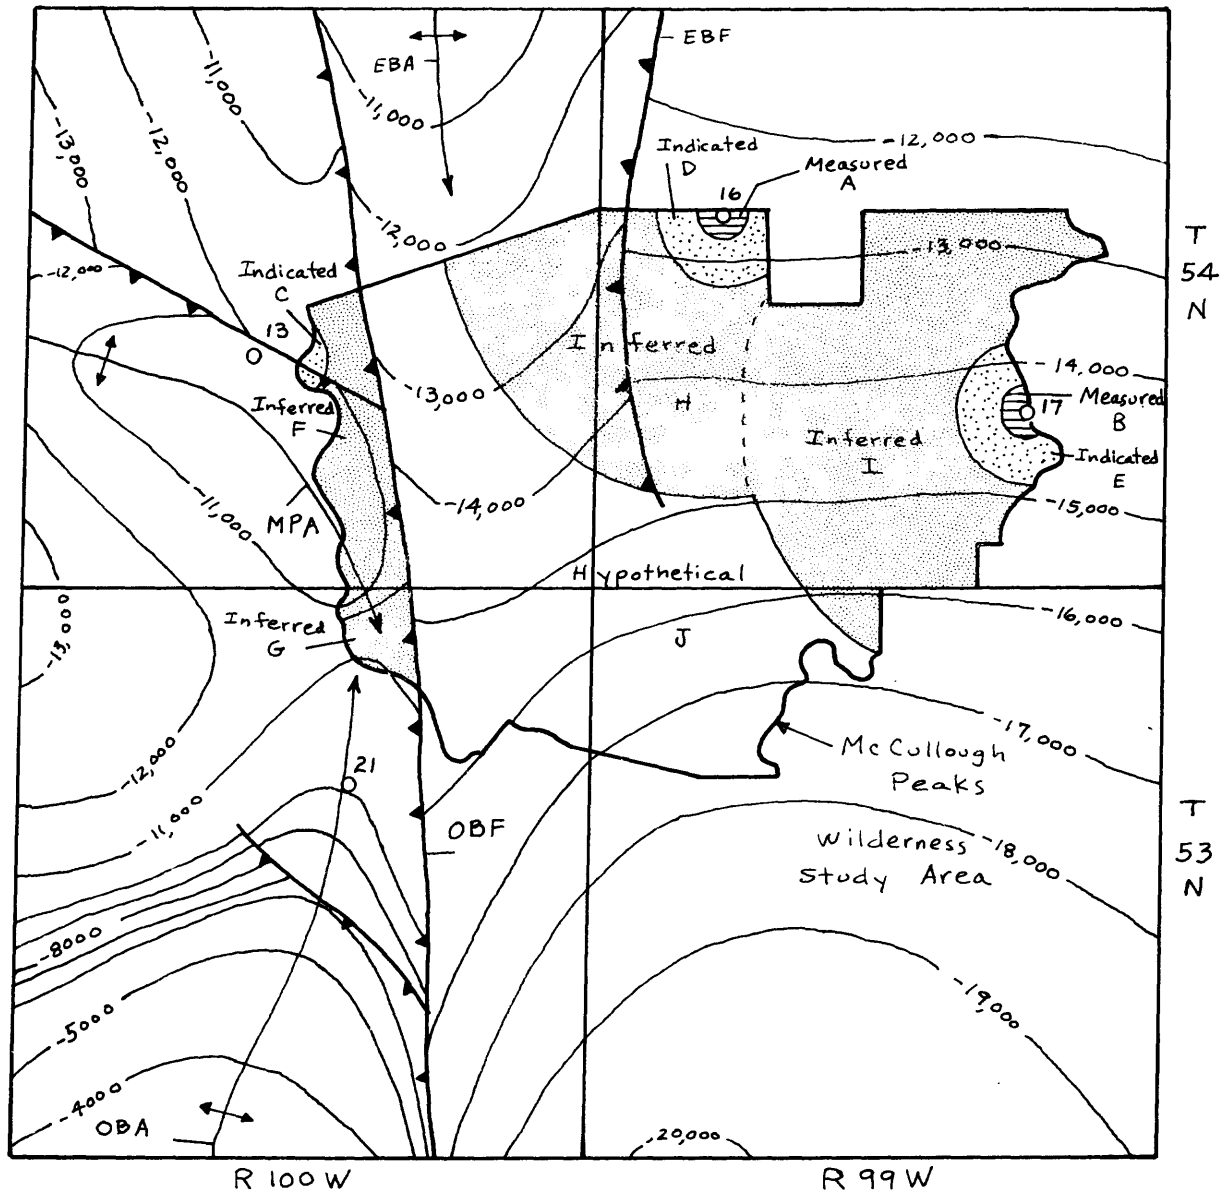 EBF
EBA
-11,000
-11,000
-12,000
-13,000
-12,000
Indicated
D
Measured
A
16
T
54
N
-12,000
-13,000
-12,000
Indicated
C
13
Inferred
H
-14,000
Measured
B
17
-13,000
Inferred
F
Inferred
I
Indicated
E
-11,000
MPA
-14,000
-15,000
Hypothetical
J
-13,000
Inferred
G
-16,000
-17,000
McCullough
Peaks
Wilderness
Study Area
-12,000
21
-11,000
OBF
-18,000
T
53
N
-8000
-5000
-19,000
-4000
OBA
-20,000
R 100 W
R 99 W